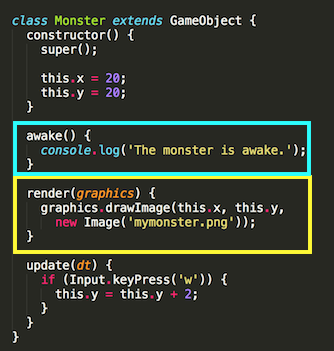 class Monster extends GameObject {
constructor() {
super();
this.x = 20;
this.y = 20;
}
awake() {
console.log('The monster is awake.');
}
render(graphics) {
graphics.drawImage(this.x, this.y,
new Image('mymonster.png'));
}
update(dt) {
if (Input.keyPress('w')) {
this.y = this.y + 2;
}
}
}